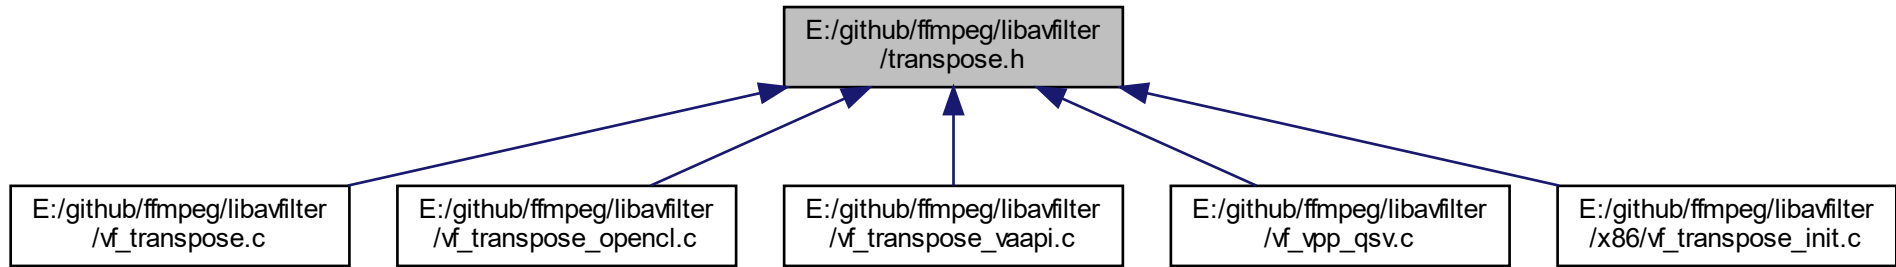 E:/github/ffmpeg/libavfilter
/transpose.h
E:/github/ffmpeg/libavfilter
/vf_transpose.c
E:/github/ffmpeg/libavfilter
/vf_transpose_opencl.c
E:/github/ffmpeg/libavfilter
/vf_transpose_vaapi.c
E:/github/ffmpeg/libavfilter
/vf_vpp_qsv.c
E:/github/ffmpeg/libavfilter
/x86/vf_transpose_init.c